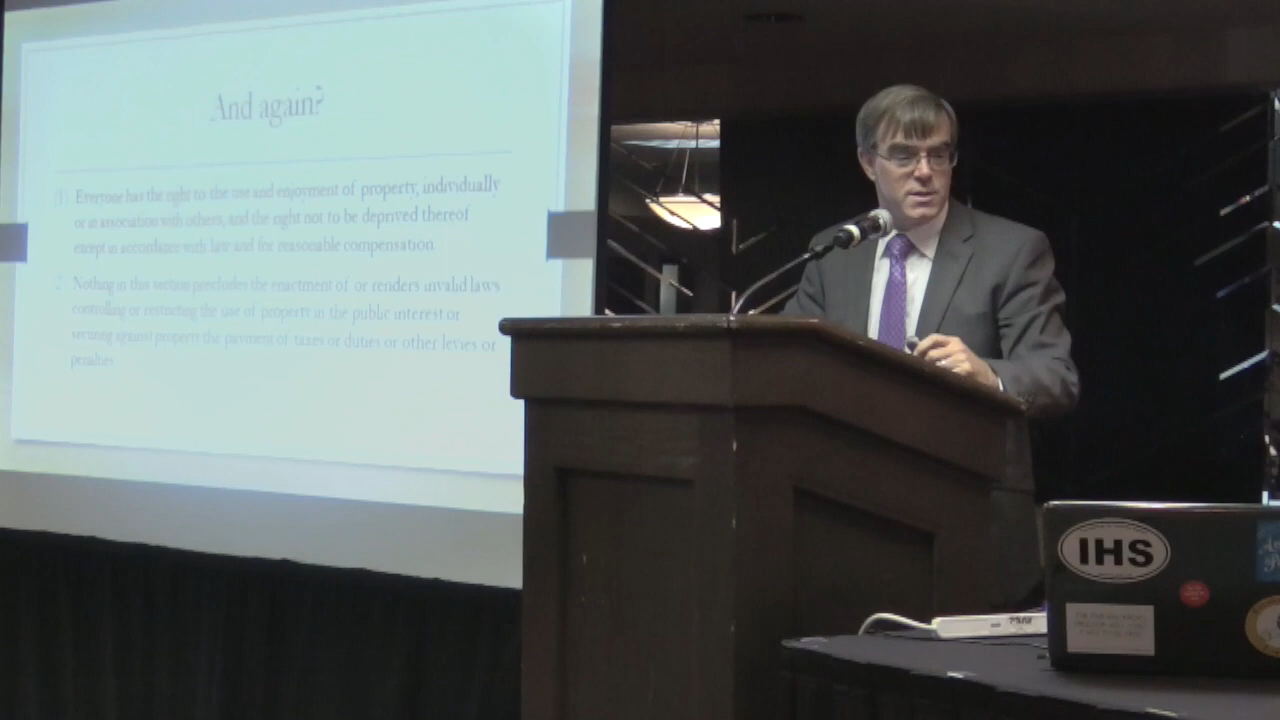 And again?
(1) Everyone has the right to the use and enjoyment of property, individually
or in association with others, and the right not to be deprived thereof
except in accordance with law and for reasonable compensation.
2 Nothing in this section precludes the enactment of or renders invalid laws
controlling or restricting the use of property in the public interest or
securing against property the payment of taxes or duties or other levies or
penalties
IHS